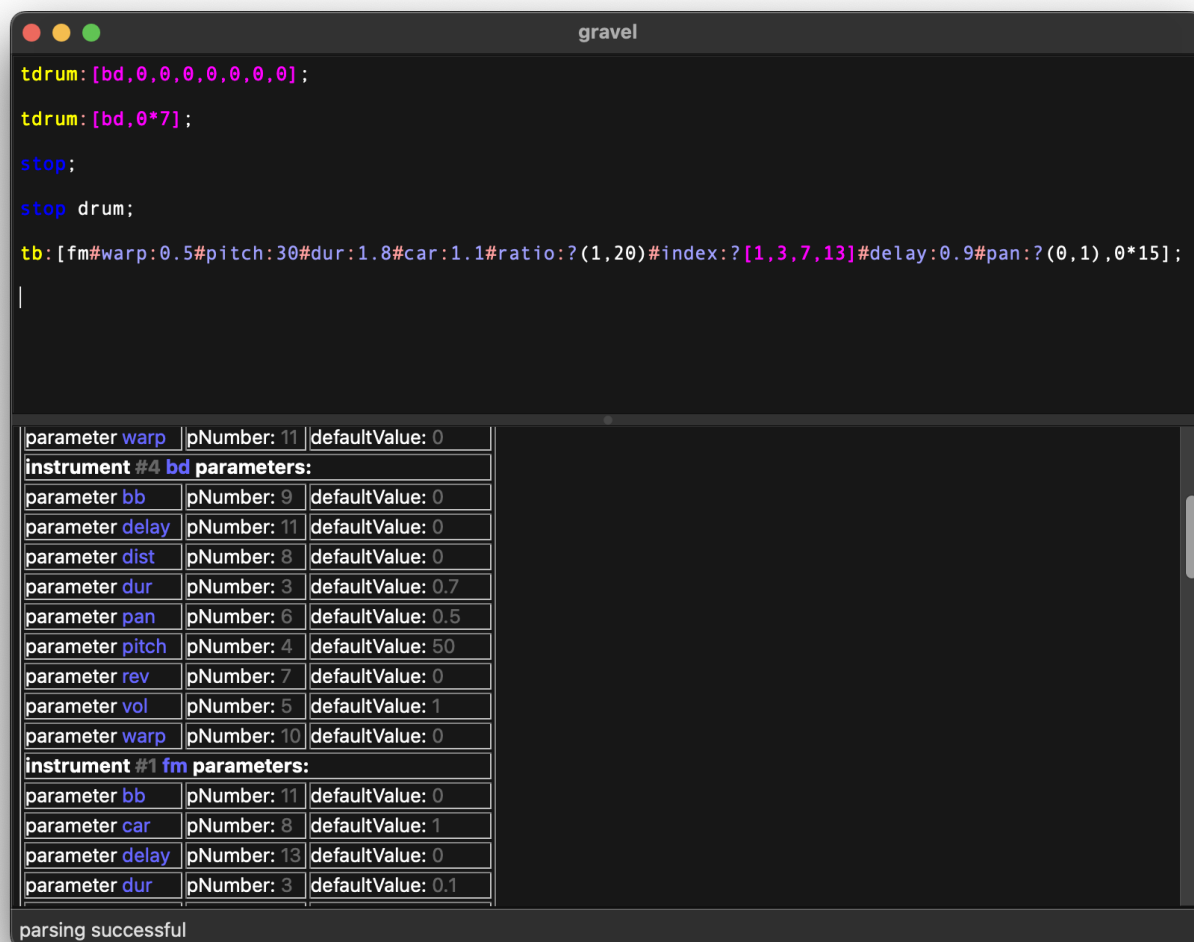 gravel
tdrum:[bd,0,0,0,0,0,0,0];
tdrum:[bd,0*7];
stop;
stop drum;
tb:[fm#warp:0.5#pitch:30#dur:1.8#car:1.1#ratio:?(1,20)#index:?[1,3,7,13]#delay:0.9#pan:?(0,1),0*15];
parameter warp pNumber: 11 defaultValue: 0
instrument #4 bd parameters:
parameter bb pNumber: 9 defaultValue: 0
parameter delay pNumber: 11 defaultValue: 0
parameter dist pNumber: 8 defaultValue: 0
parameter dur pNumber: 3 defaultValue: 0.7
parameter pan pNumber: 6 defaultValue: 0.5
parameter pitch pNumber: 4 defaultValue: 50
parameter rev pNumber: 7 defaultValue: 0
parameter vol pNumber: 5 defaultValue: 1
parameter warp pNumber: 10 defaultValue: 0
instrument #1 fm parameters:
parameter bb pNumber: 11 defaultValue: 0
parameter car pNumber: 8 defaultValue: 1
parameter delay pNumber: 13 defaultValue: 0
parameter dur pNumber: 3 defaultValue: 0.1
parsing successful